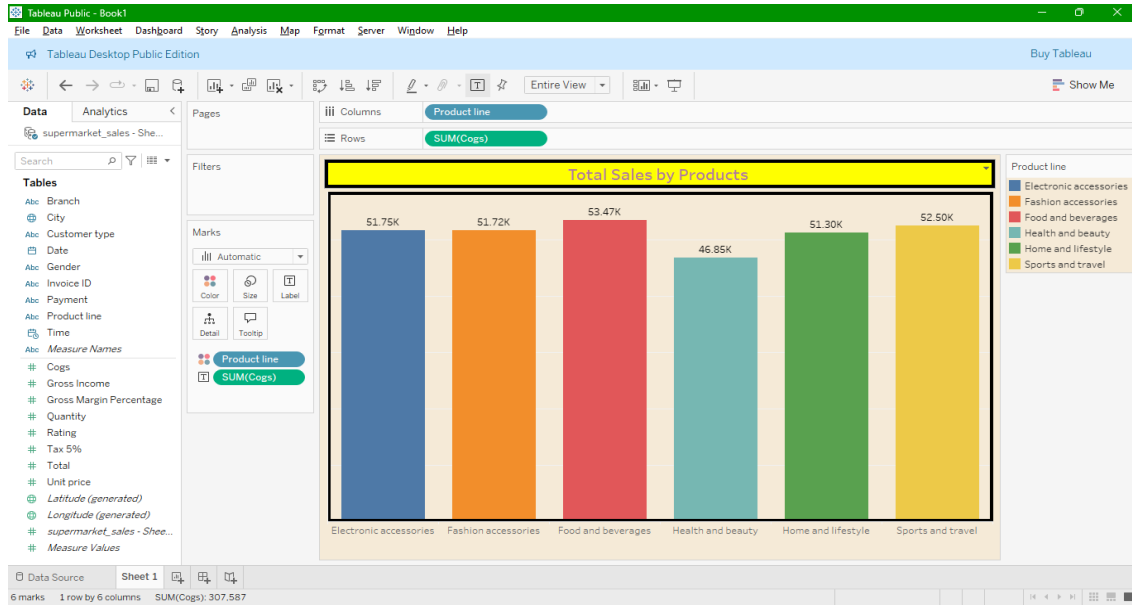 Tableau Public - Book1
File Data Worksheet Dashboard Story Analysis Map Format Server Window Help
Tableau Desktop Public Edition
Buy Tableau
Entire View
Show Me
Data Analytics
supermarket_sales - She...
Search
Tables
Abc Branch
City
Abc Customer type
Date
Abc Gender
Abc Invoice ID
Abc Payment
Abc Product line
Time
Abc Measure Names
# Cogs
# Gross Income
# Gross Margin Percentage
# Quantity
# Rating
# Tax 5%
# Total
# Unit price
Latitude (generated)
Longitude (generated)
# supermarket_sales - Shee...
# Measure Values
Pages
Filters
Marks
Automatic
Color Size Label
Detail Tooltip
Product line
SUM(Cogs)
Columns Product line
Rows SUM(Cogs)
Total Sales by Products
51.75K 51.72K 53.47K 46.85K 51.30K 52.50K
Electronic accessories Fashion accessories Food and beverages Health and beauty Home and lifestyle Sports and travel
Product line
Electronic accessories
Fashion accessories
Food and beverages
Health and beauty
Home and lifestyle
Sports and travel
Data Source Sheet 1
6 marks 1 row by 6 columns SUM(Cogs): 307,587